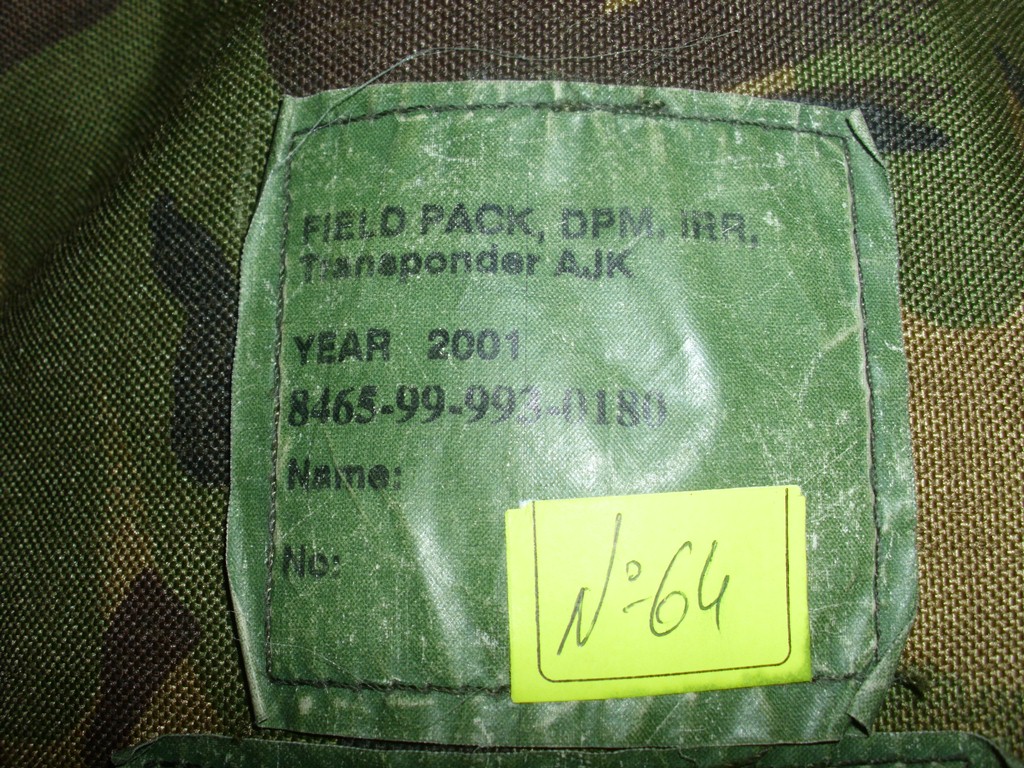 FIELD PACK, DPM, IRR,
Transponder AJK
YEAR 2001
8465-99-993-0180
Name:
No:
№-64